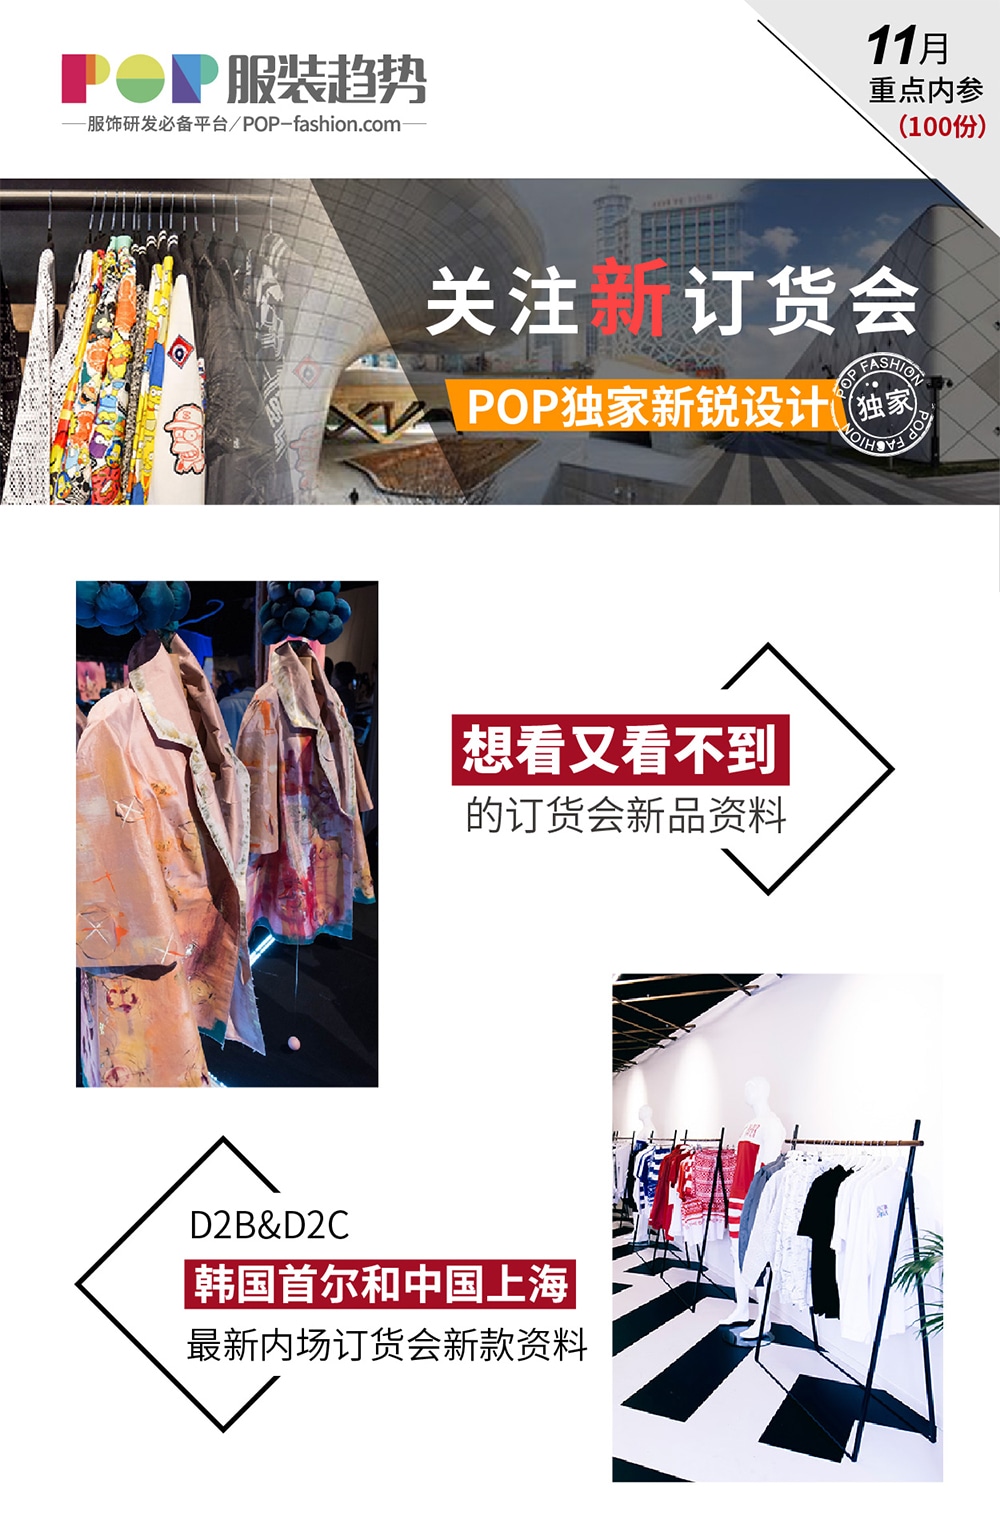 POP服装趋势
服饰研发必备平台/POP-fashion.com
11月
重点内参
(100份)
关注新订货会
POP独家新锐设计
POP FASHION
独家
POP FASHION
想看又看不到
的订货会新品资料
D2B&D2C
韩国首尔和中国上海
最新内场订货会新款资料